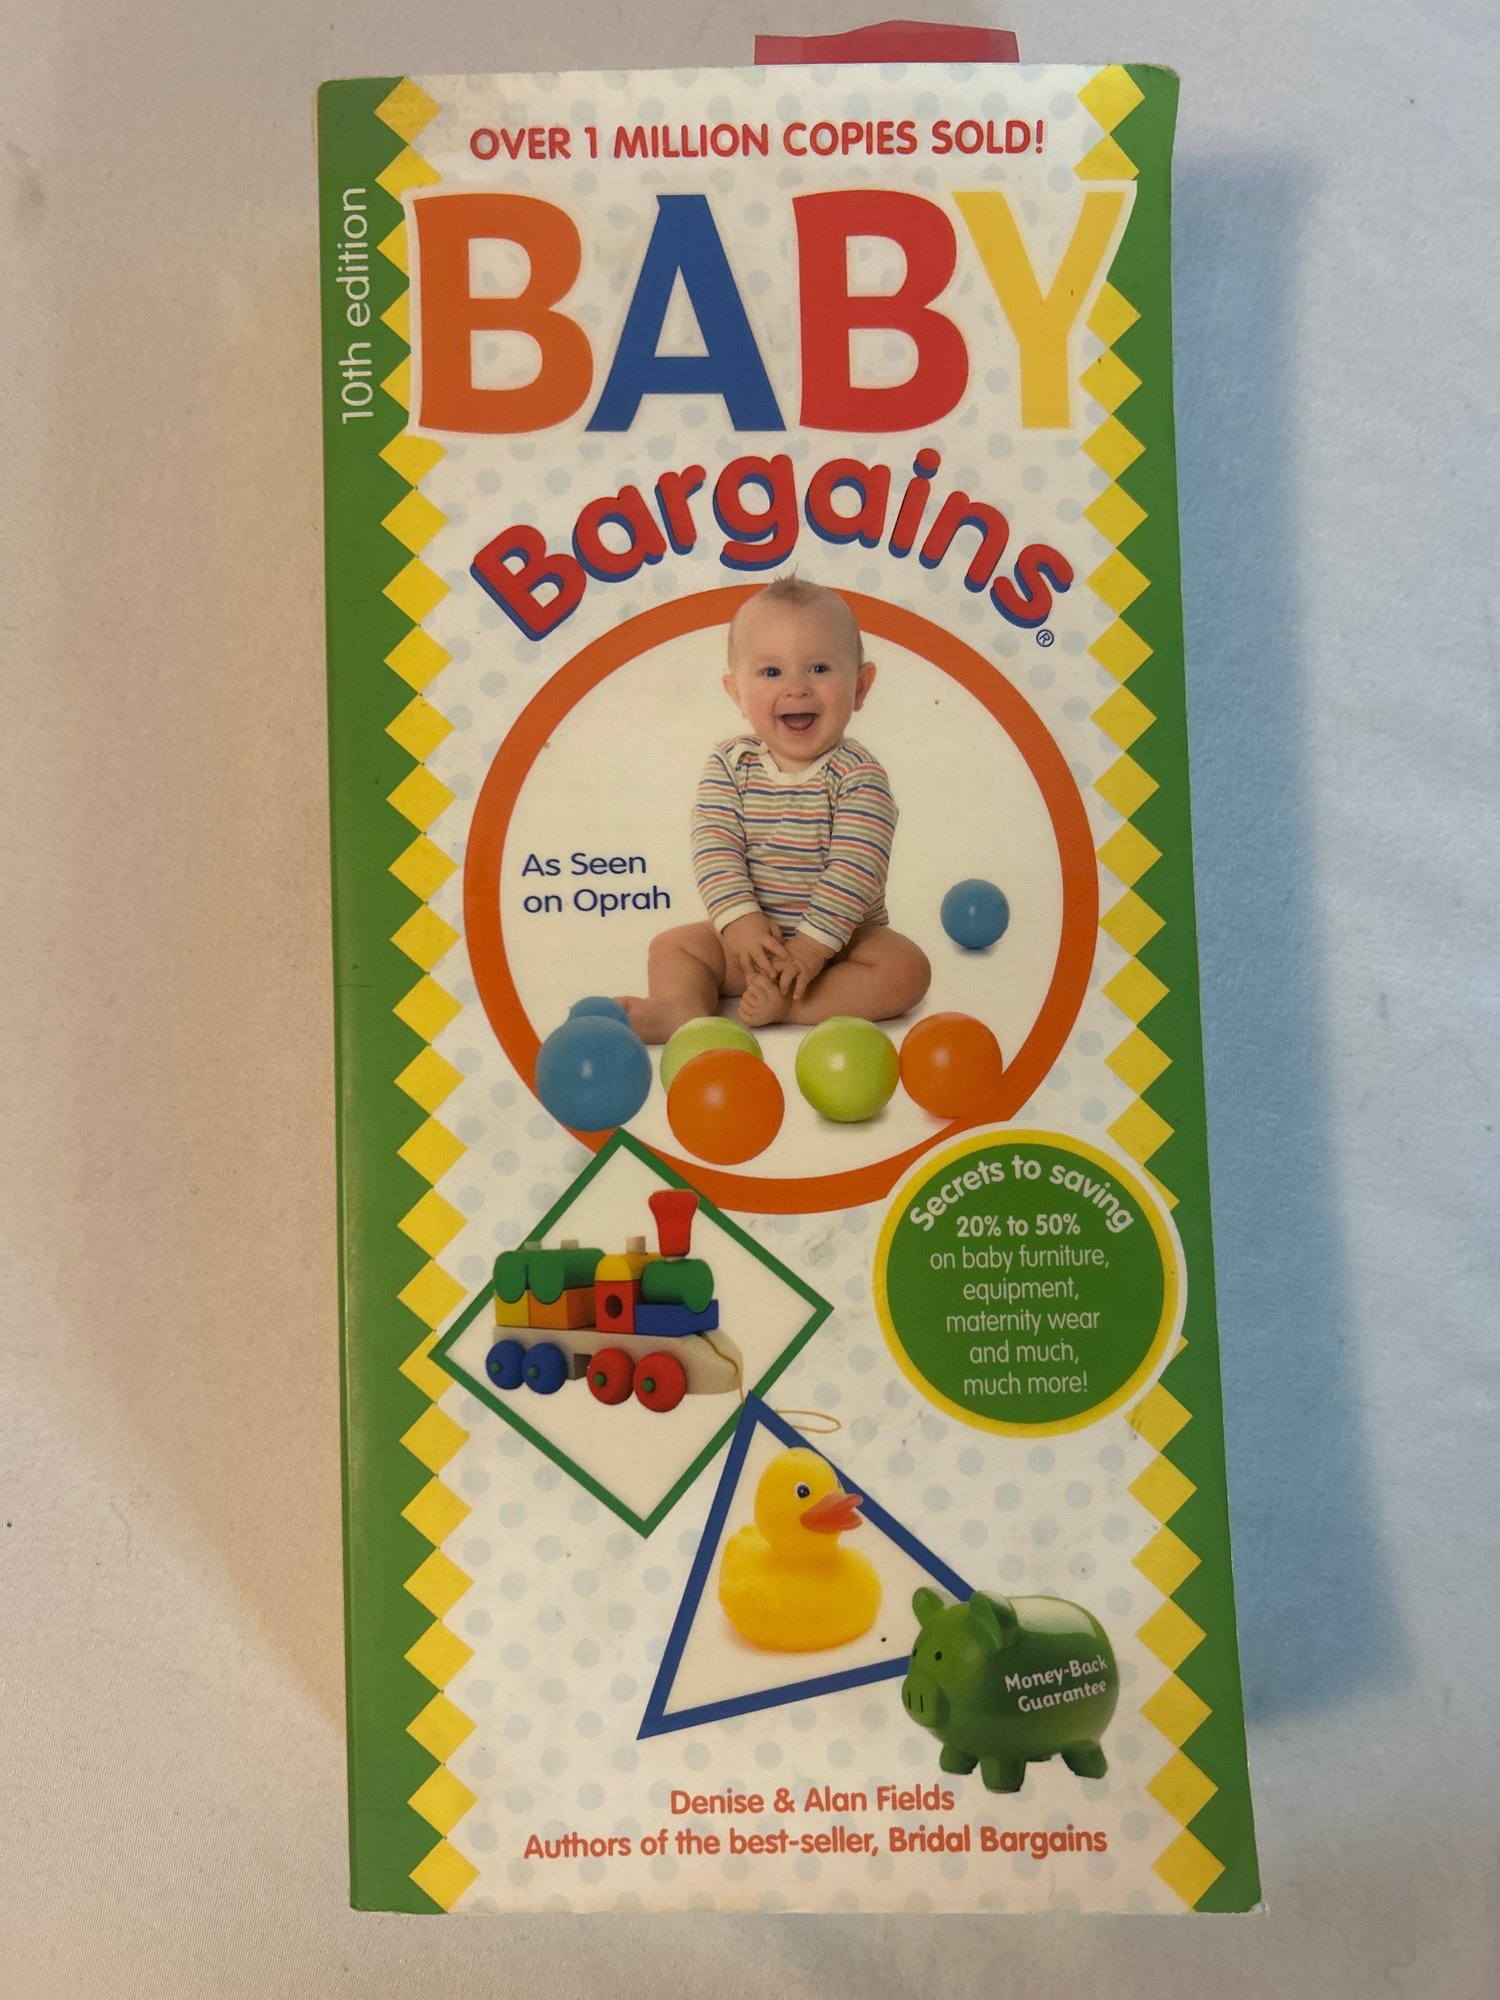 OVER 1 MILLION COPIES SOLD!
10th edition
BABY
Bargains®
As Seen
on Oprah
Secrets to saving
20% to 50%
on baby furniture,
equipment,
maternity wear
and much,
much more!
Money-Back
Guarantee
Denise & Alan Fields
Authors of the best-seller, Bridal Bargains